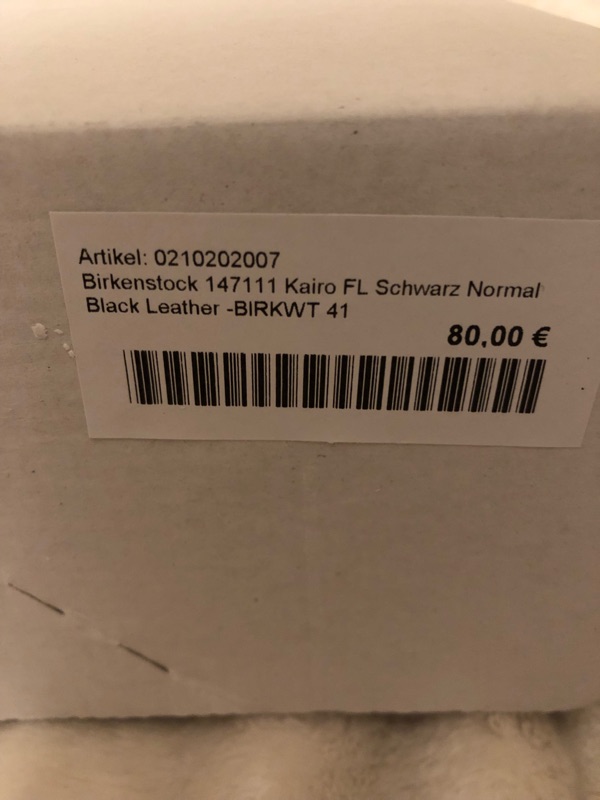 Artikel: 0210202007
Birkenstock 147111 Kairo FL Schwarz Normal
Black Leather -BIRKWT 41
80,00 €